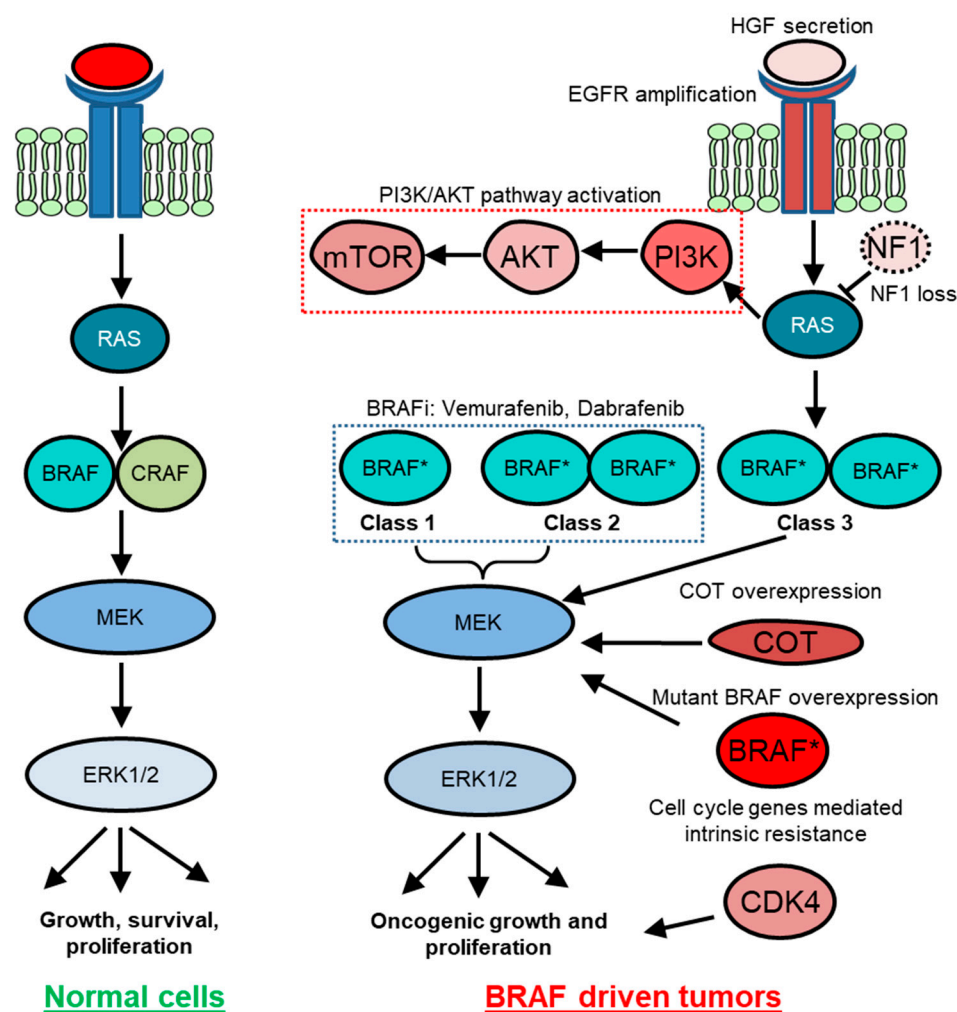 HGF secretion
EGFR amplification
PI3K/AKT pathway activation
mTOR
AKT
PI3K
NF1
NF1 loss
RAS
RAS
BRAFi: Vemurafenib, Dabrafenib
BRAF
CRAF
BRAF*
BRAF*
BRAF*
BRAF*
BRAF*
Class 1
Class 2
Class 3
MEK
MEK
COT overexpression
COT
Mutant BRAF overexpression
BRAF*
ERK1/2
ERK1/2
Cell cycle genes mediated
intrinsic resistance
CDK4
Growth, survival,
proliferation
Oncogenic growth and
proliferation
Normal cells
BRAF driven tumors